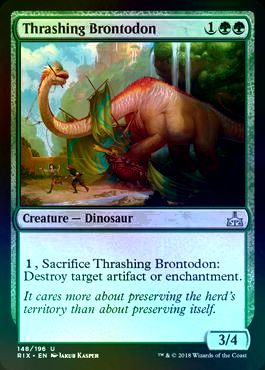 Thrashing Brontodon 1
Creature — Dinosaur
1, Sacrifice Thrashing Brontodon:
Destroy target artifact or enchantment.
It cares more about preserving the herd's
territory than about preserving itself.
3/4
148/196 U
RIX • EN Jakub Kasper
™ & © 2018 Wizards of the Coast